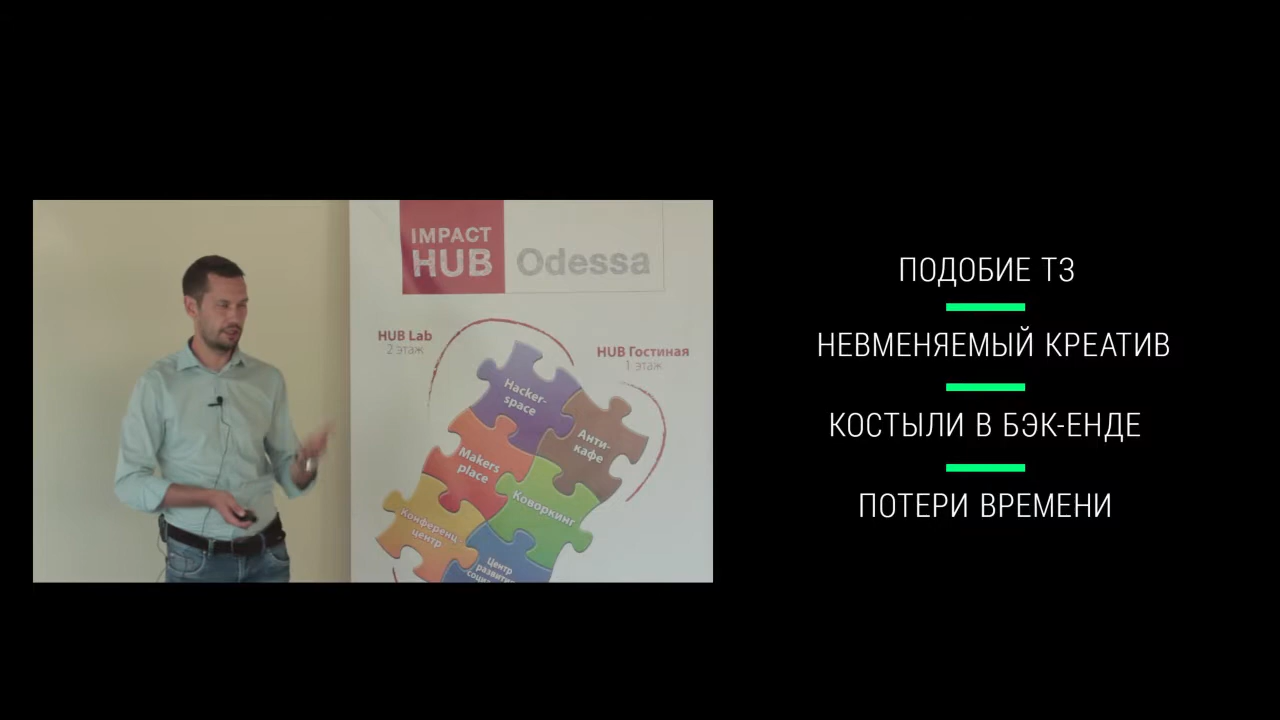 IMPACT
HUB
Odessa
HUB Lab
2 этаж
HUB Гостиная
1 этаж
Hacker-
space
Анти-
кафе
Makers
place
Коворкинг
Конференц-
центр
Центр
ПОДОБИЕ ТЗ
НЕВМЕНЯЕМЫЙ КРЕАТИВ
КОСТЫЛИ В БЭК-ЕНДЕ
ПОТЕРИ ВРЕМЕНИ